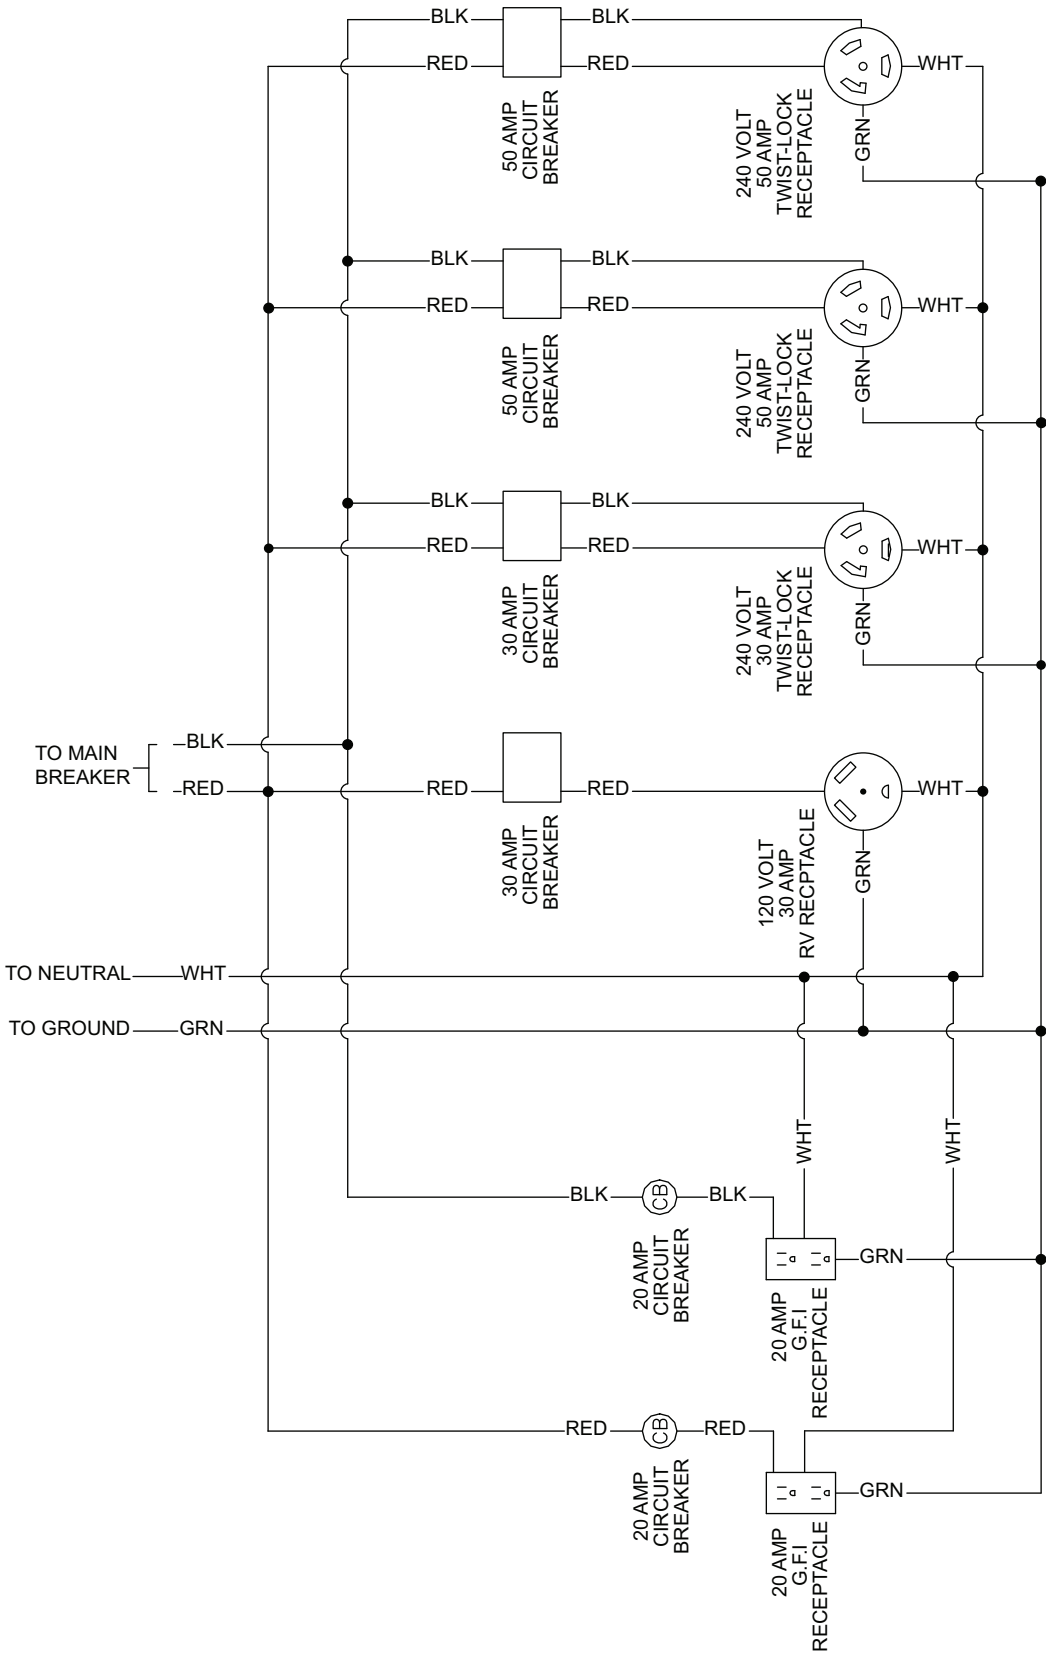 BLK
BLK
RED
RED
WHT
GRN
50 AMP
CIRCUIT
BREAKER
240 VOLT
50 AMP
TWIST-LOCK
RECEPTACLE
BLK
BLK
RED
RED
WHT
GRN
50 AMP
CIRCUIT
BREAKER
240 VOLT
50 AMP
TWIST-LOCK
RECEPTACLE
BLK
BLK
RED
RED
WHT
GRN
30 AMP
CIRCUIT
BREAKER
240 VOLT
30 AMP
TWIST-LOCK
RECEPTACLE
TO MAIN
BREAKER
BLK
RED
RED
RED
WHT
GRN
30 AMP
CIRCUIT
BREAKER
120 VOLT
30 AMP
RV RECPTACLE
TO NEUTRAL
WHT
TO GROUND
GRN
WHT
WHT
BLK
CB
BLK
GRN
20 AMP
CIRCUIT
BREAKER
20 AMP
G.F.I
RECEPTACLE
RED
CB
RED
GRN
20 AMP
CIRCUIT
BREAKER
20 AMP
G.F.I
RECEPTACLE